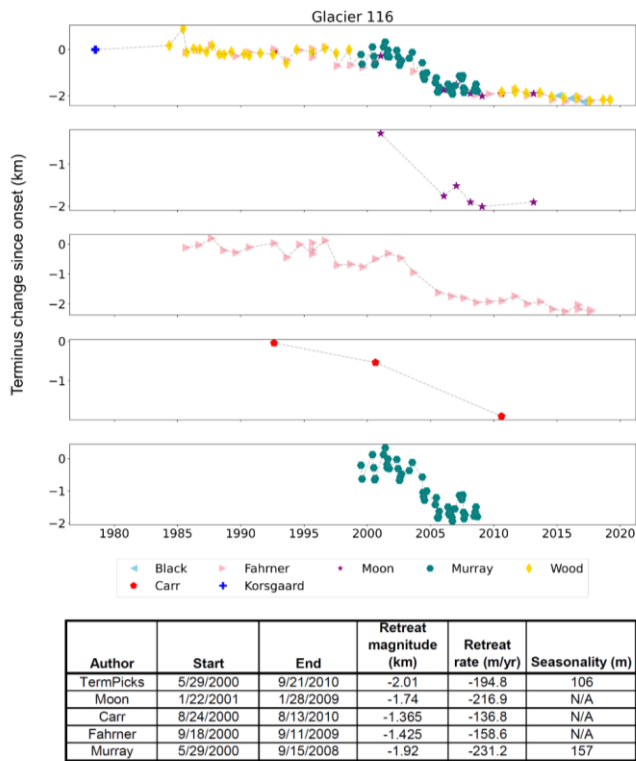 Glacier 116
0
−2
−1
−2
0
−1
−2
0
−1
0
−1
−2
Terminus change since onset (km)
1980 1985 1990 1995 2000 2005 2010 2015 2020
Black Fahrner Moon Murray Wood
Carr Korsgaard
Author Start End Retreat magnitude (km) Retreat rate (m/yr) Seasonality (m)
TermPicks 5/29/2000 9/21/2010 -2.01 -194.8 106
Moon 1/22/2001 1/28/2009 -1.74 -216.9 N/A
Carr 8/24/2000 8/13/2010 -1.365 -136.8 N/A
Fahrner 9/18/2000 9/11/2009 -1.425 -158.6 N/A
Murray 5/29/2000 9/15/2008 -1.92 -231.2 157